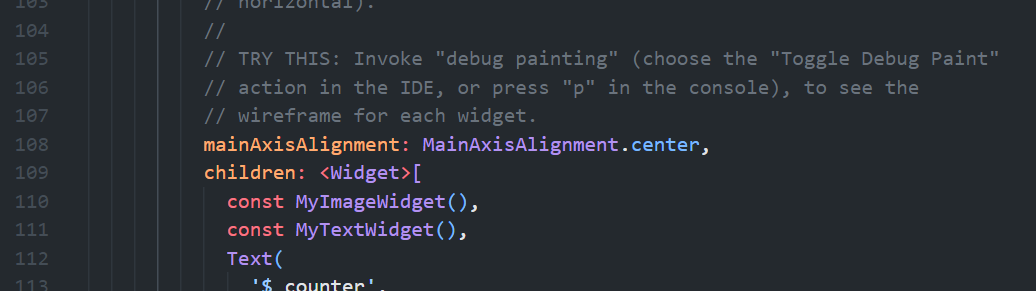 103 // horizontal).
104 //
105 // TRY THIS: Invoke "debug painting" (choose the "Toggle Debug Paint"
106 // action in the IDE, or press "p" in the console), to see the
107 // wireframe for each widget.
108 mainAxisAlignment: MainAxisAlignment.center,
109 children: <Widget>[
110 const MyImageWidget(),
111 const MyTextWidget(),
112 Text(
113 '$_counter',